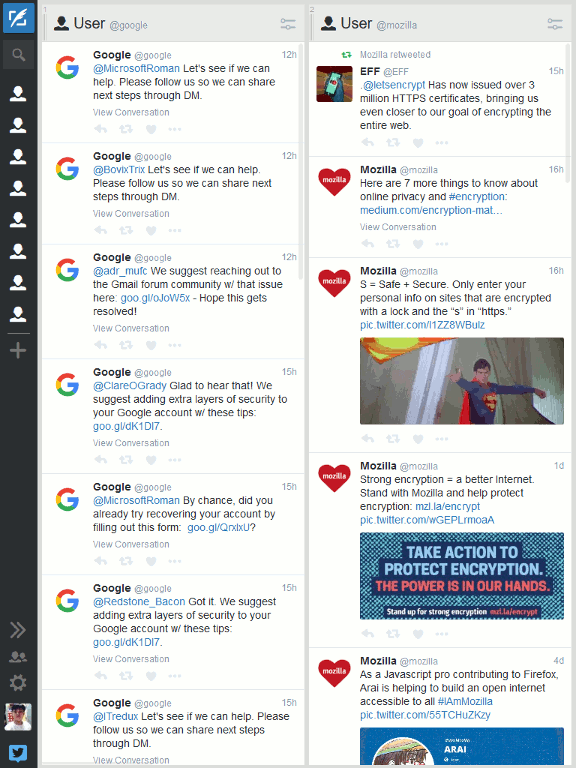 1
User @google
Google @google 12h
@MicrosoftRoman Let's see if we can
help. Please follow us so we can share
next steps through DM.
View Conversation
Google @google 12h
@BovixTrix Let's see if we can help.
Please follow us so we can share next
steps through DM.
View Conversation
Google @google 12h
@adr_mufc We suggest reaching out to
the Gmail forum community w/ that issue
here: goo.gl/oJoW5x - Hope this gets
resolved!
View Conversation
Google @google 15h
@ClareOGrady Glad to hear that! We
suggest adding extra layers of security to
your Google account w/ these tips:
goo.gl/dK1DI7.
View Conversation
Google @google 15h
@MicrosoftRoman By chance, did you
already try recovering your account by
filling out this form: goo.gl/QrxIxU?
View Conversation
Google @google 15h
@Redstone_Bacon Got it. We suggest
adding extra layers of security to your
Google account w/ these tips:
goo.gl/dK1DI7.
View Conversation
Google @google 15h
@ITredux Let's see if we can help. Please
follow us so we can share next steps
through DM.
View Conversation
2
User @mozilla
Mozilla retweeted
EFF @EFF 15h
.@letsencrypt Has now issued over 3
million HTTPS certificates, bringing us
even closer to our goal of encrypting the
entire web.
Mozilla @mozilla 16h
mozilla
Here are 7 more things to know about
online privacy and #encryption:
medium.com/encryption-mat…
View Conversation
Mozilla @mozilla 16h
mozilla
S = Safe + Secure. Only enter your
personal info on sites that are encrypted
with a lock and the “s” in “https.”
pic.twitter.com/I1ZZ8WBulz
Mozilla @mozilla 1d
mozilla
Strong encryption = a better Internet.
Stand with Mozilla and help protect
encryption: mzl.la/encrypt
pic.twitter.com/wGEPLrmoaA
TAKE ACTION TO
PROTECT ENCRYPTION.
THE POWER IS IN OUR HANDS.
Stand up for strong encryption mzl.la/encrypt
Mozilla @mozilla 4d
mozilla
As a Javascript pro contributing to Firefox,
Arai is helping to build an open internet
accessible to all #IAmMozilla
pic.twitter.com/55TCHuZKzy
ARAI